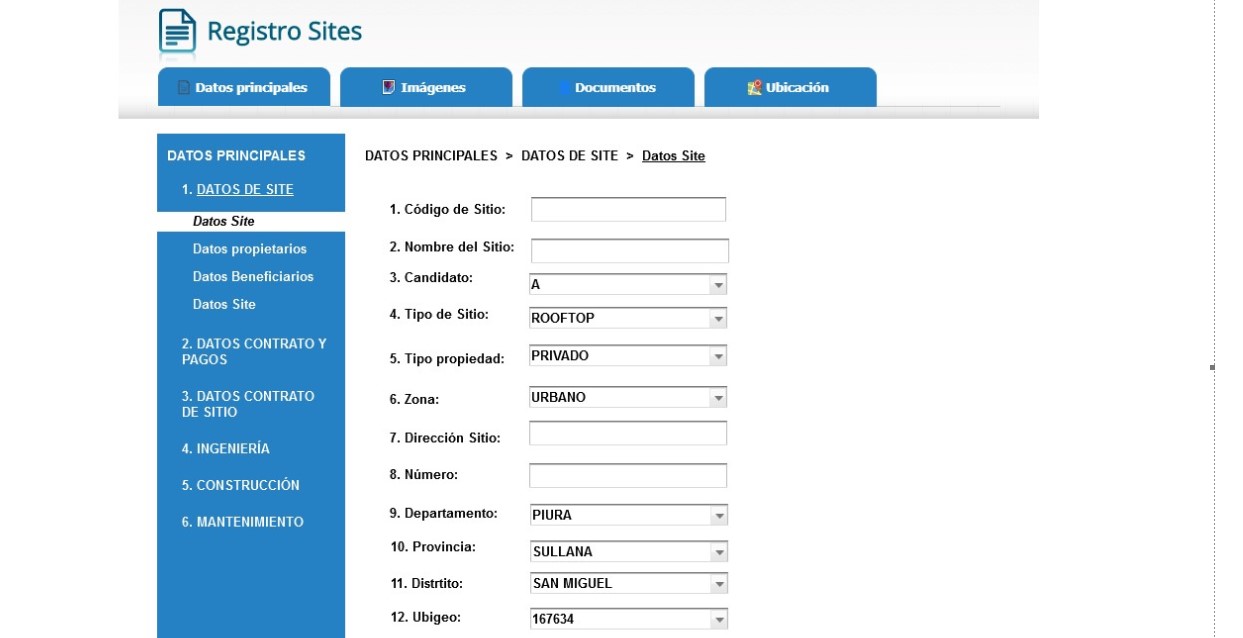 Registro Sites
Datos principales
Imágenes
Documentos
Ubicación
DATOS PRINCIPALES
1. DATOS DE SITE
Datos Site
Datos propietarios
Datos Beneficiarios
Datos Site
2. DATOS CONTRATO Y
PAGOS
3. DATOS CONTRATO
DE SITIO
4. INGENIERÍA
5. CONSTRUCCIÓN
6. MANTENIMIENTO
DATOS PRINCIPALES > DATOS DE SITE > Datos Site
1. Código de Sitio:
2. Nombre del Sitio:
3. Candidato: A
4. Tipo de Sitio: ROOFTOP
5. Tipo propiedad: PRIVADO
6. Zona: URBANO
7. Dirección Sitio:
8. Número:
9. Departamento: PIURA
10. Provincia: SULLANA
11. Distrtito: SAN MIGUEL
12. Ubigeo: 167634